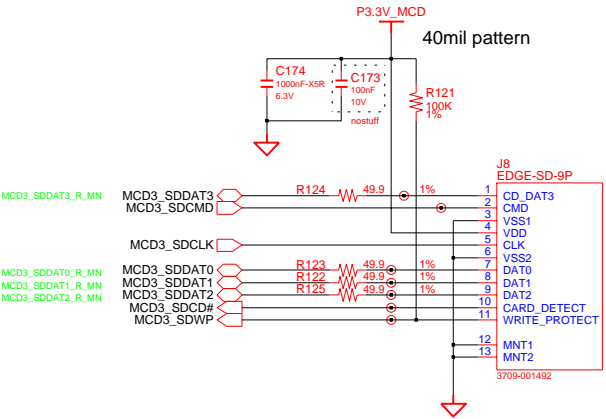 P3.3V_MCD
40mil pattern
C174
1000nF-X5R
6.3V
C173
100nF
10V
nostuff
R121
100K
1%
J8
EDGE-SD-9P
MCD3_SDDAT3_R_MN MCD3_SDDAT3 R124 49.9 1% 1 CD_DAT3
MCD3_SDCMD 2 CMD
3 VSS1
4 VDD
MCD3_SDCLK 5 CLK
6 VSS2
MCD3_SDDAT0_R_MN MCD3_SDDAT0 R123 49.9 1% 7 DAT0
MCD3_SDDAT1_R_MN MCD3_SDDAT1 R122 49.9 1% 8 DAT1
MCD3_SDDAT2_R_MN MCD3_SDDAT2 R125 49.9 1% 9 DAT2
MCD3_SDCD# 10 CARD_DETECT
MCD3_SDWP 11 WRITE_PROTECT
12 MNT1
13 MNT2
3709-001492